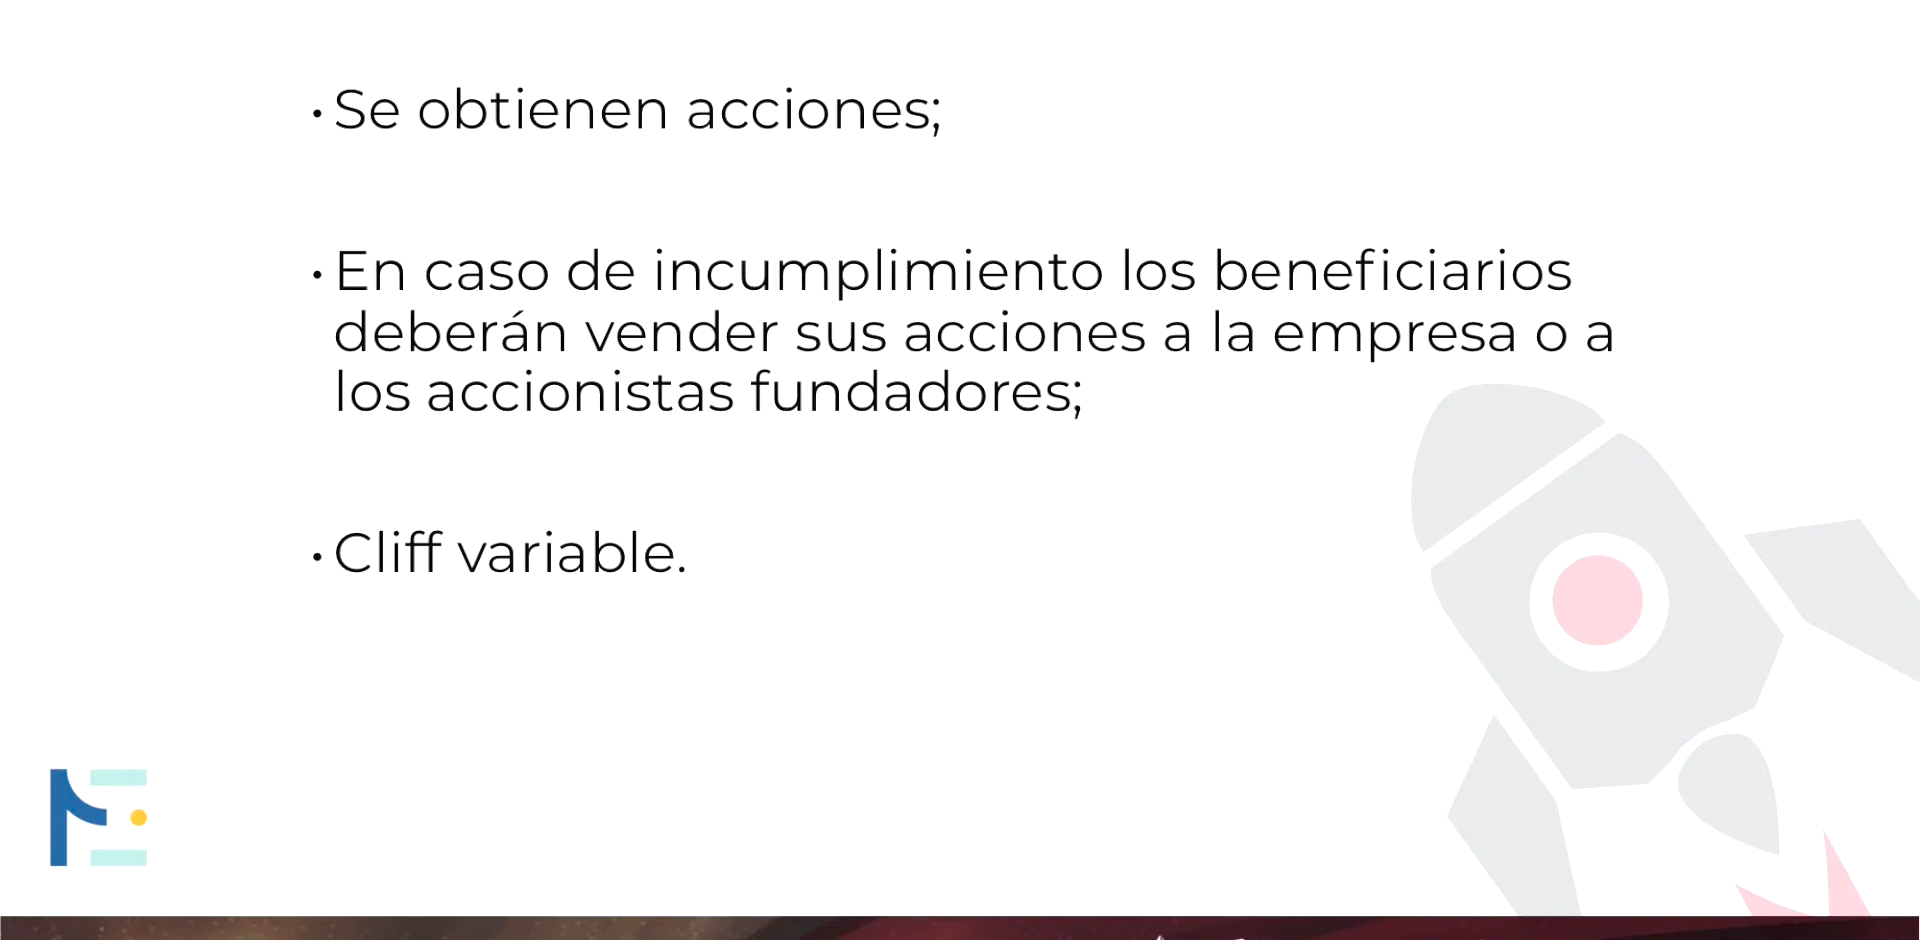 • Se obtienen acciones;
• En caso de incumplimiento los beneficiarios
deberán vender sus acciones a la empresa o a
los accionistas fundadores;
• Cliff variable.